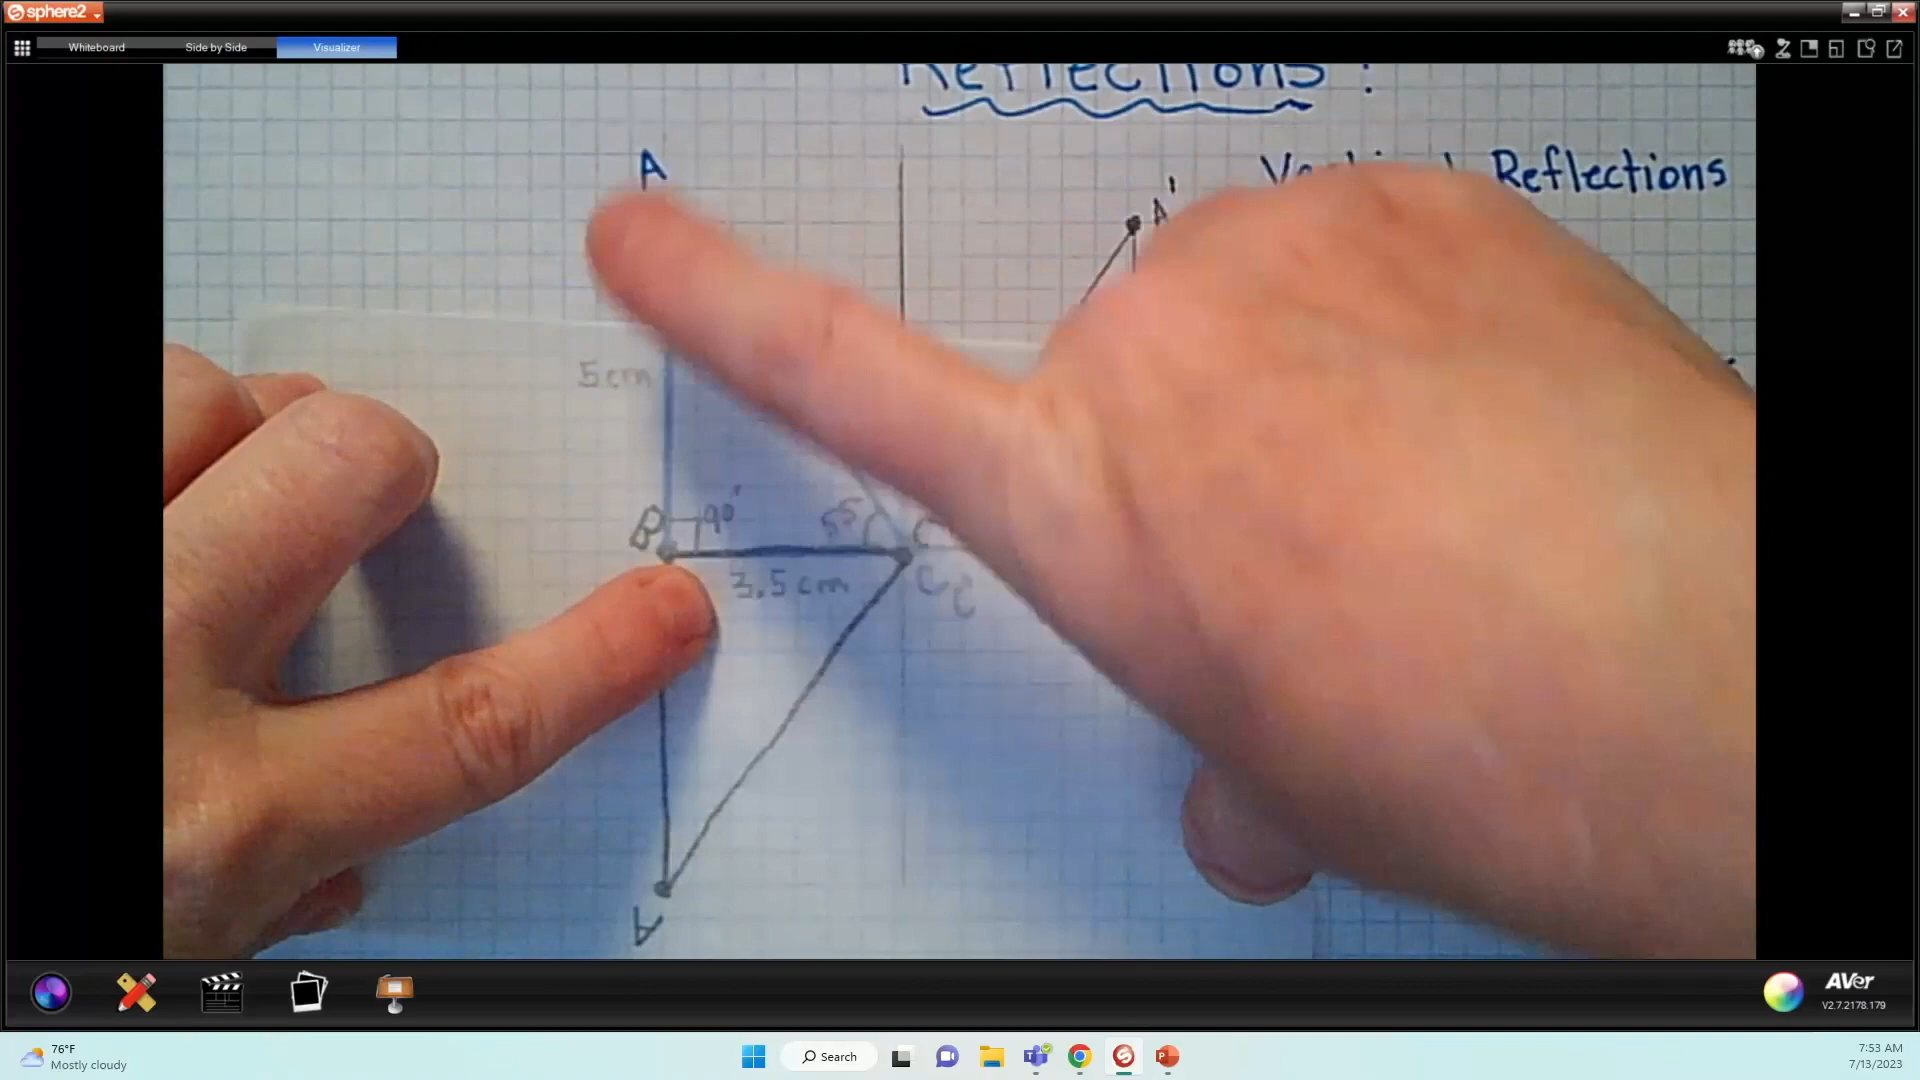 sphere2
Whiteboard Side by Side Visualizer
Reflections :
A
A'
Reflections
5cm
B 90°
55 C
3.5cm
C C
A
AVer
V2.7.2178.179
76°F
Mostly cloudy
Search
7:53 AM
7/13/2023